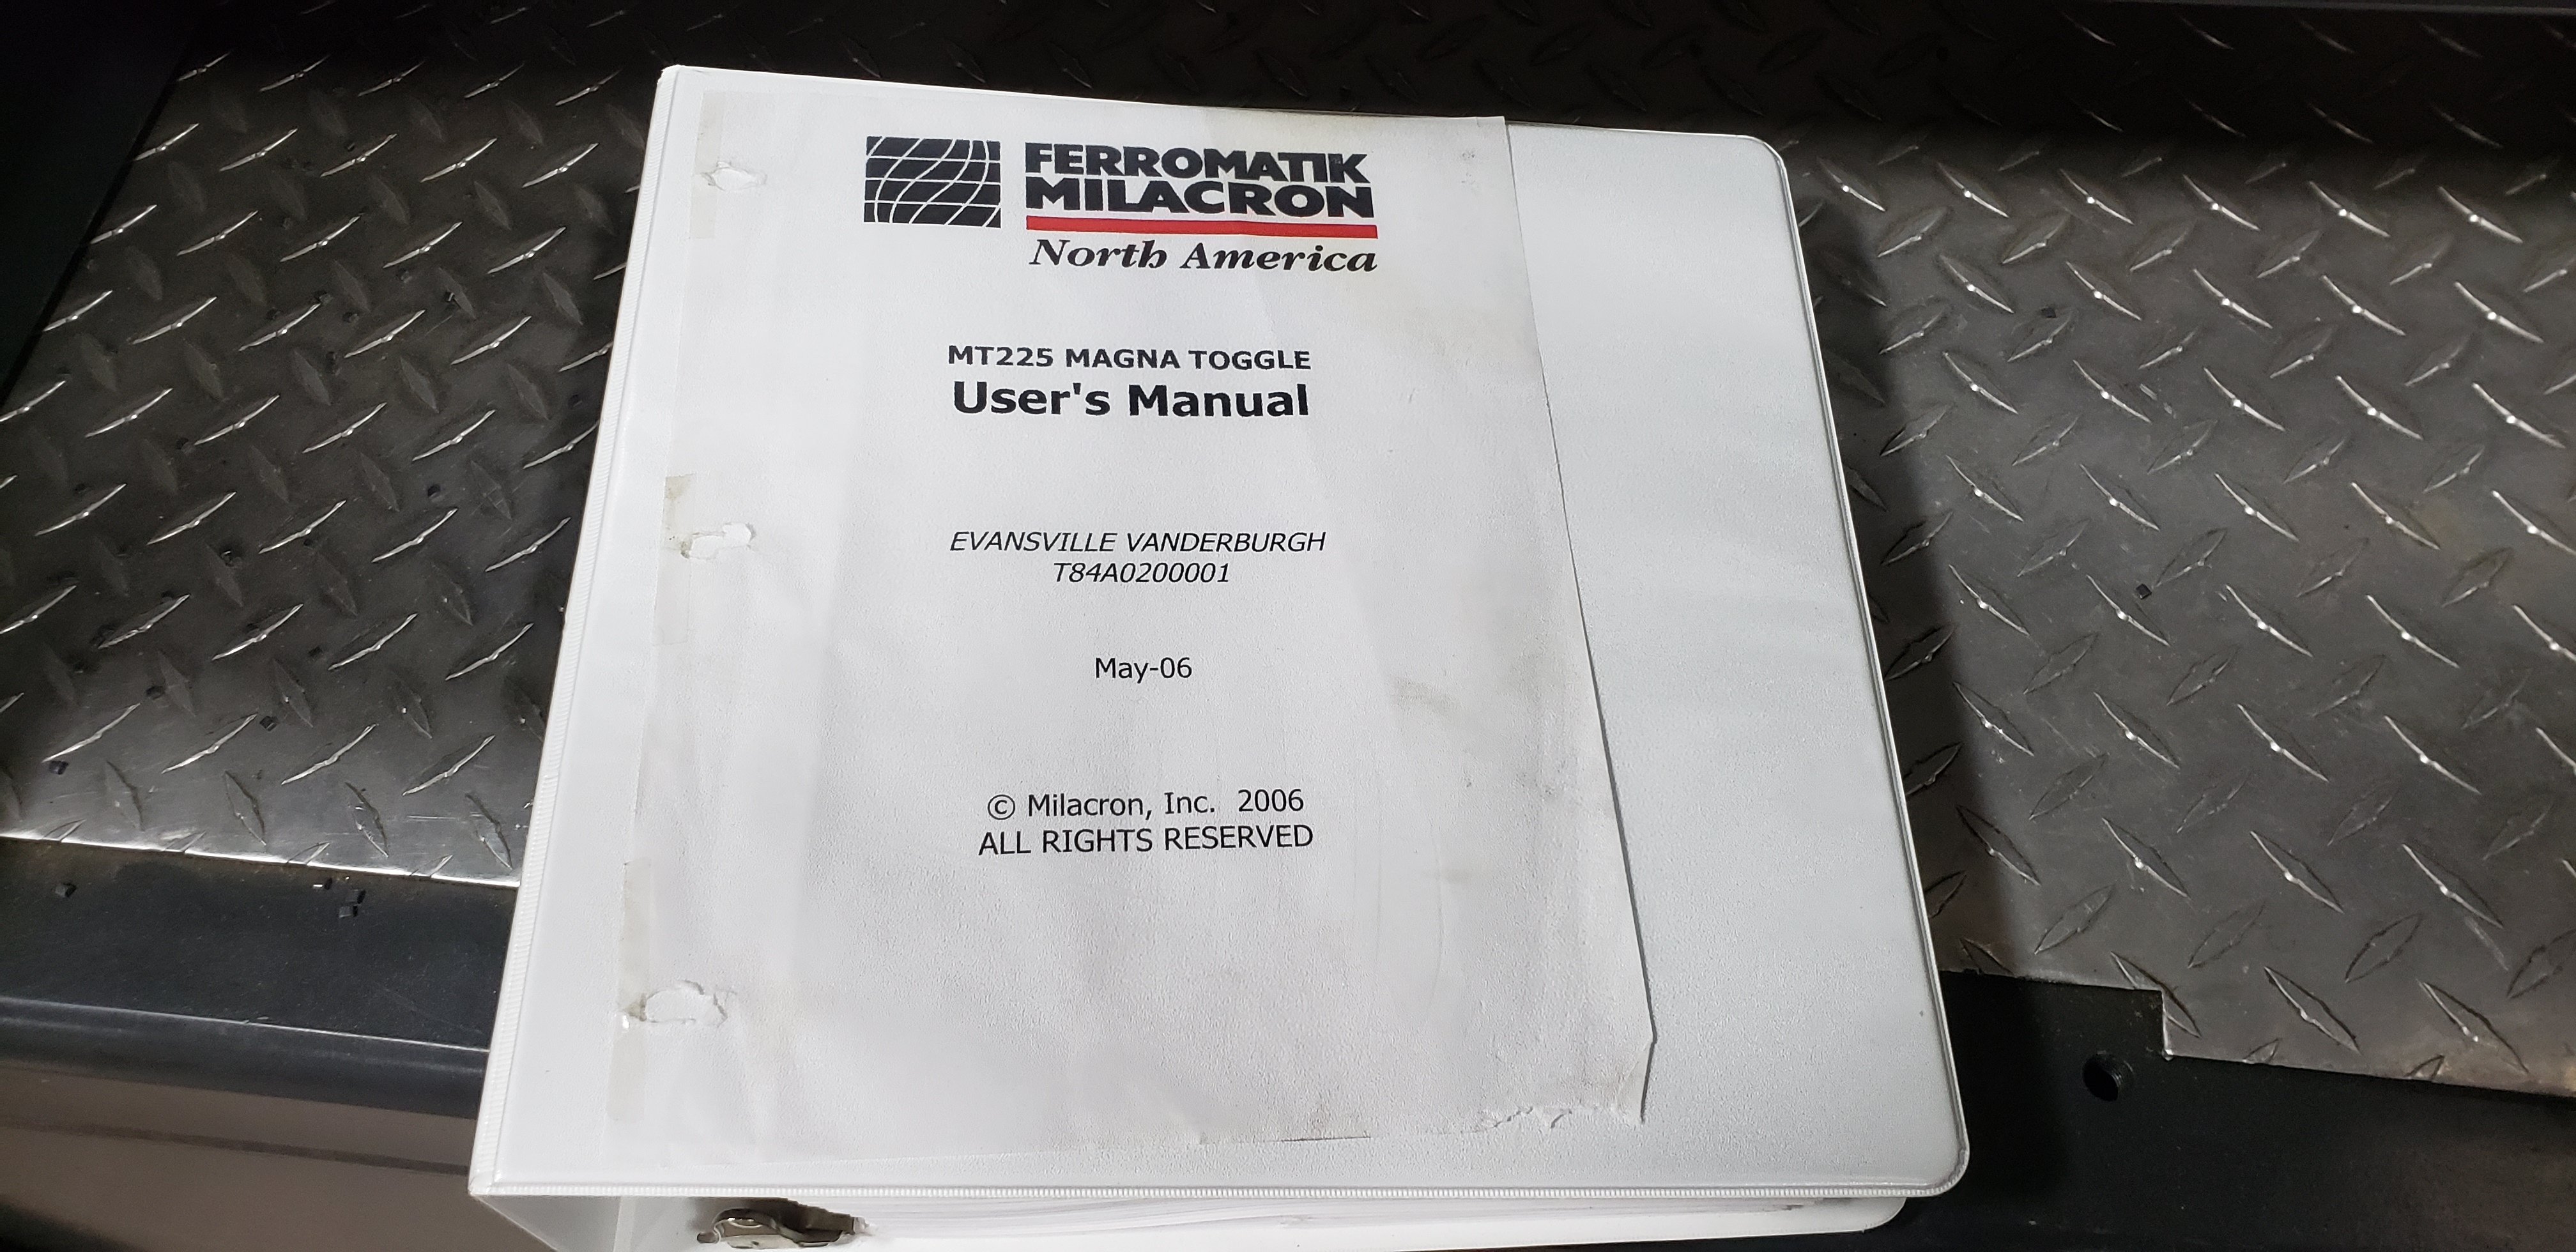 FERROMATIK
MILACRON
North America
MT225 MAGNA TOGGLE
User's Manual
EVANSVILLE VANDERBURGH
T84A0200001
May-06
© Milacron, Inc. 2006
ALL RIGHTS RESERVED